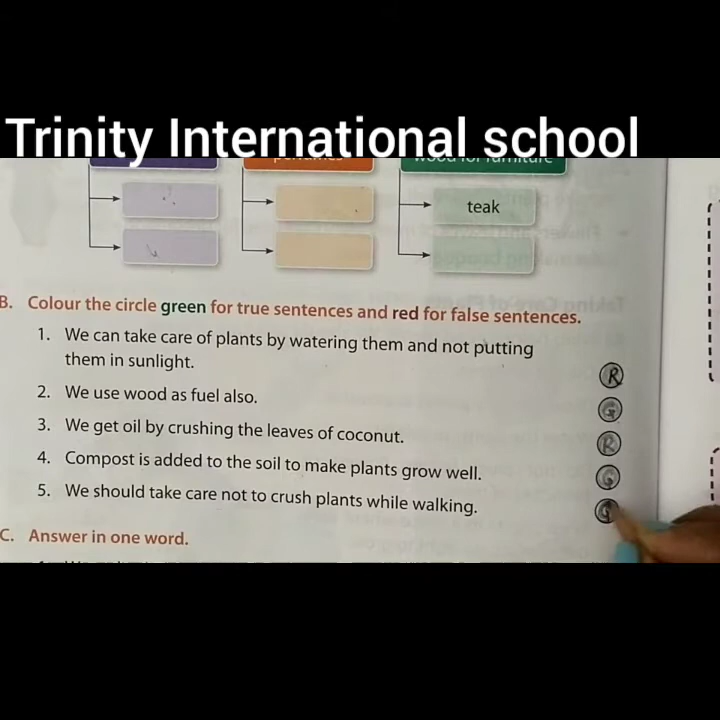 Trinity International school
wood for furniture
teak
B. Colour the circle green for true sentences and red for false sentences.
1. We can take care of plants by watering them and not putting
them in sunlight.
R
2. We use wood as fuel also.
G
3. We get oil by crushing the leaves of coconut.
R
4. Compost is added to the soil to make plants grow well.
G
5. We should take care not to crush plants while walking.
G
C. Answer in one word.